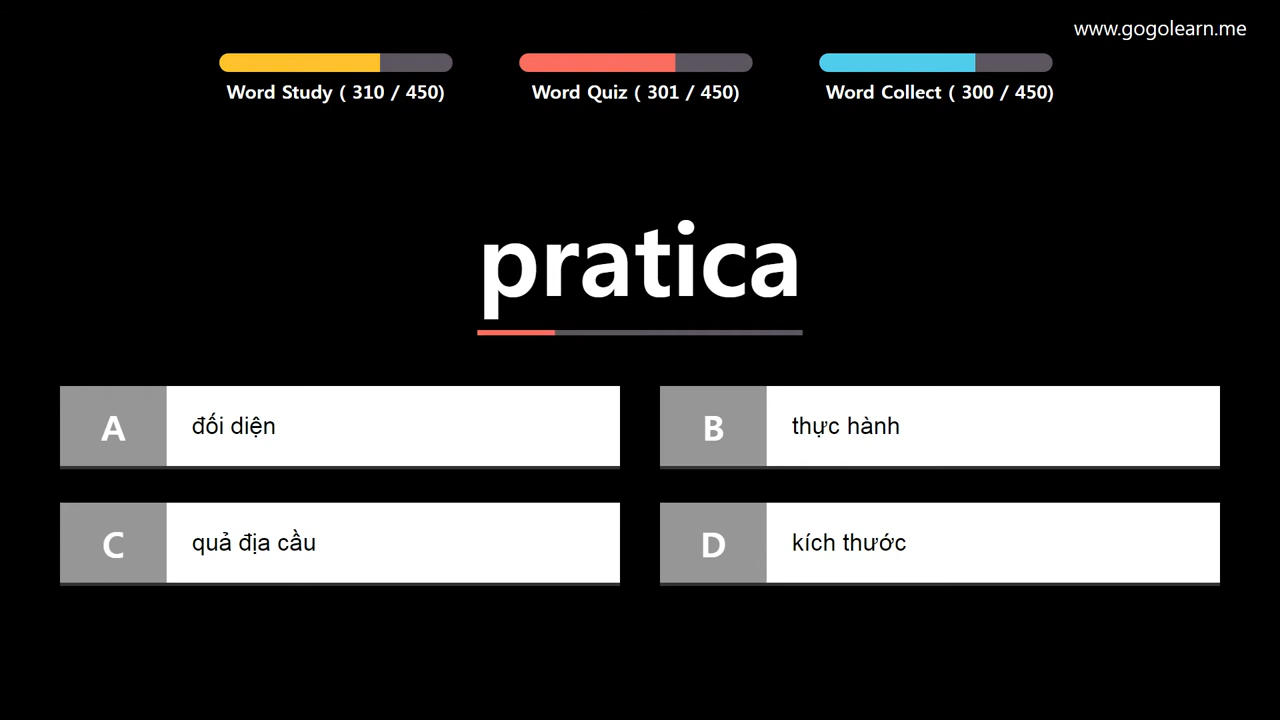 www.gogolearn.me
Word Study ( 310 / 450)
Word Quiz ( 301 / 450)
Word Collect ( 300 / 450)
pratica
A
đối diện
B
thực hành
C
quả địa cầu
D
kích thước